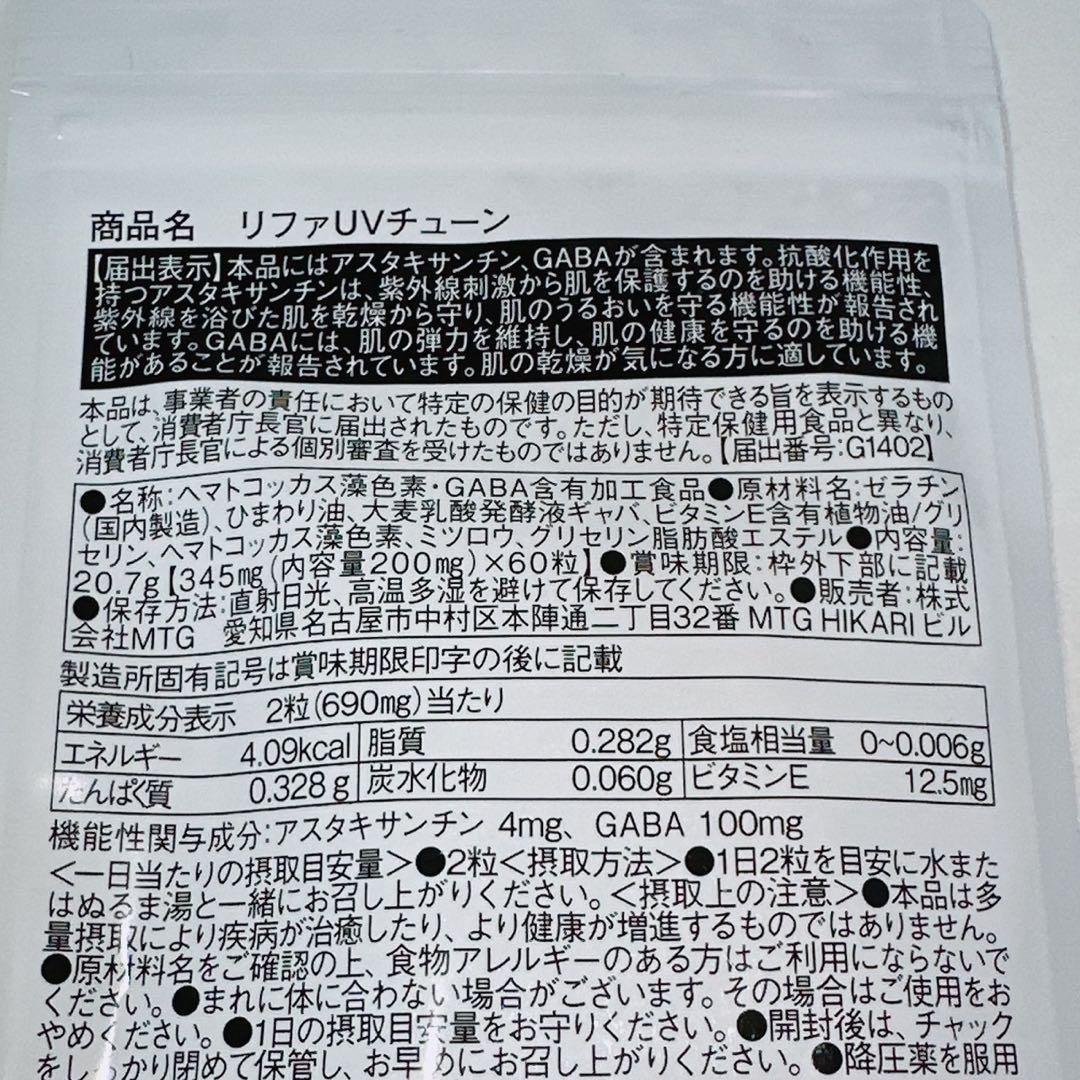 商品名　リファUVチューン
【届出表示】本品にはアスタキサンチン、GABAが含まれます。抗酸化作用を
持つアスタキサンチンは、紫外線刺激から肌を保護するのを助ける機能性、
紫外線を浴びた肌を乾燥から守り、肌のうるおいを守る機能性が報告され
ています。GABAには、肌の弾力を維持し、肌の健康を守るのを助ける機
能があることが報告されています。肌の乾燥が気になる方に適しています。
本品は、事業者の責任において特定の保健の目的が期待できる旨を表示するもの
として、消費者庁長官に届出されたものです。ただし、特定保健用食品と異なり、
消費者庁長官による個別審査を受けたものではありません。【届出番号:G1402】
●名称:ヘマトコッカス藻色素・GABA含有加工食品●原材料名:ゼラチン
(国内製造)、ひまわり油、大麦乳酸発酵液ギャバ、ビタミンE含有植物油/グリ
セリン、ヘマトコッカス藻色素、ミツロウ、グリセリン脂肪酸エステル●内容量:
20.7g【345mg(内容量200mg)×60粒】●賞味期限:枠外下部に記載
●保存方法:直射日光、高温多湿を避けて保存してください。●販売者:株式
会社MTG　愛知県名古屋市中村区本陣通二丁目32番 MTG HIKARIビル
製造所固有記号は賞味期限印字の後に記載
栄養成分表示　2粒(690mg)当たり
エネルギー 4.09kcal 脂質 0.282g 食塩相当量 0~0.006g
たんぱく質 0.328g 炭水化物 0.060g ビタミンE 12.5mg
機能性関与成分:アスタキサンチン 4mg、GABA 100mg
<一日当たりの摂取目安量>●2粒<摂取方法>●1日2粒を目安に水また
はぬるま湯と一緒にお召し上がりください。<摂取上の注意>●本品は多
量摂取により疾病が治癒したり、より健康が増進するものではありません。
●原材料名をご確認の上、食物アレルギーのある方はご利用にならないで
ください。●まれに体に合わない場合がございます。その場合はご使用をお
やめください。●1日の摂取目安量をお守りください。●開封後は、チャック
をしっかり閉めて保管し、お早めにお召し上がりください。●降圧薬を服用